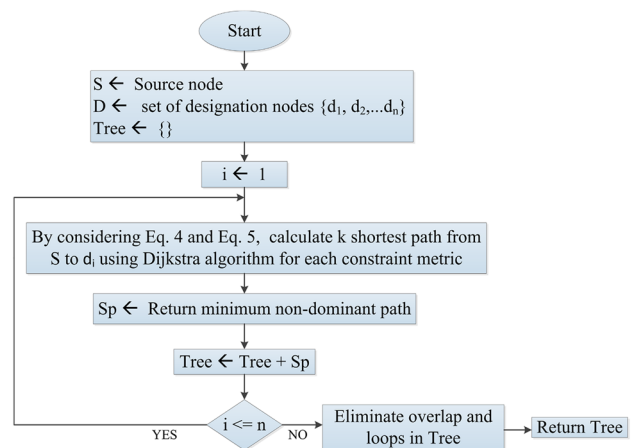 Start
S ← Source node
D ← set of designation nodes {d₁, d₂,...dₙ}
Tree ← {}
i ← 1
By considering Eq. 4 and Eq. 5, calculate k shortest path from
S to dᵢ using Dijkstra algorithm for each constraint metric
Sp ← Return minimum non-dominant path
Tree ← Tree + Sp
i <= n
YES
NO
Eliminate overlap and
loops in Tree
Return Tree